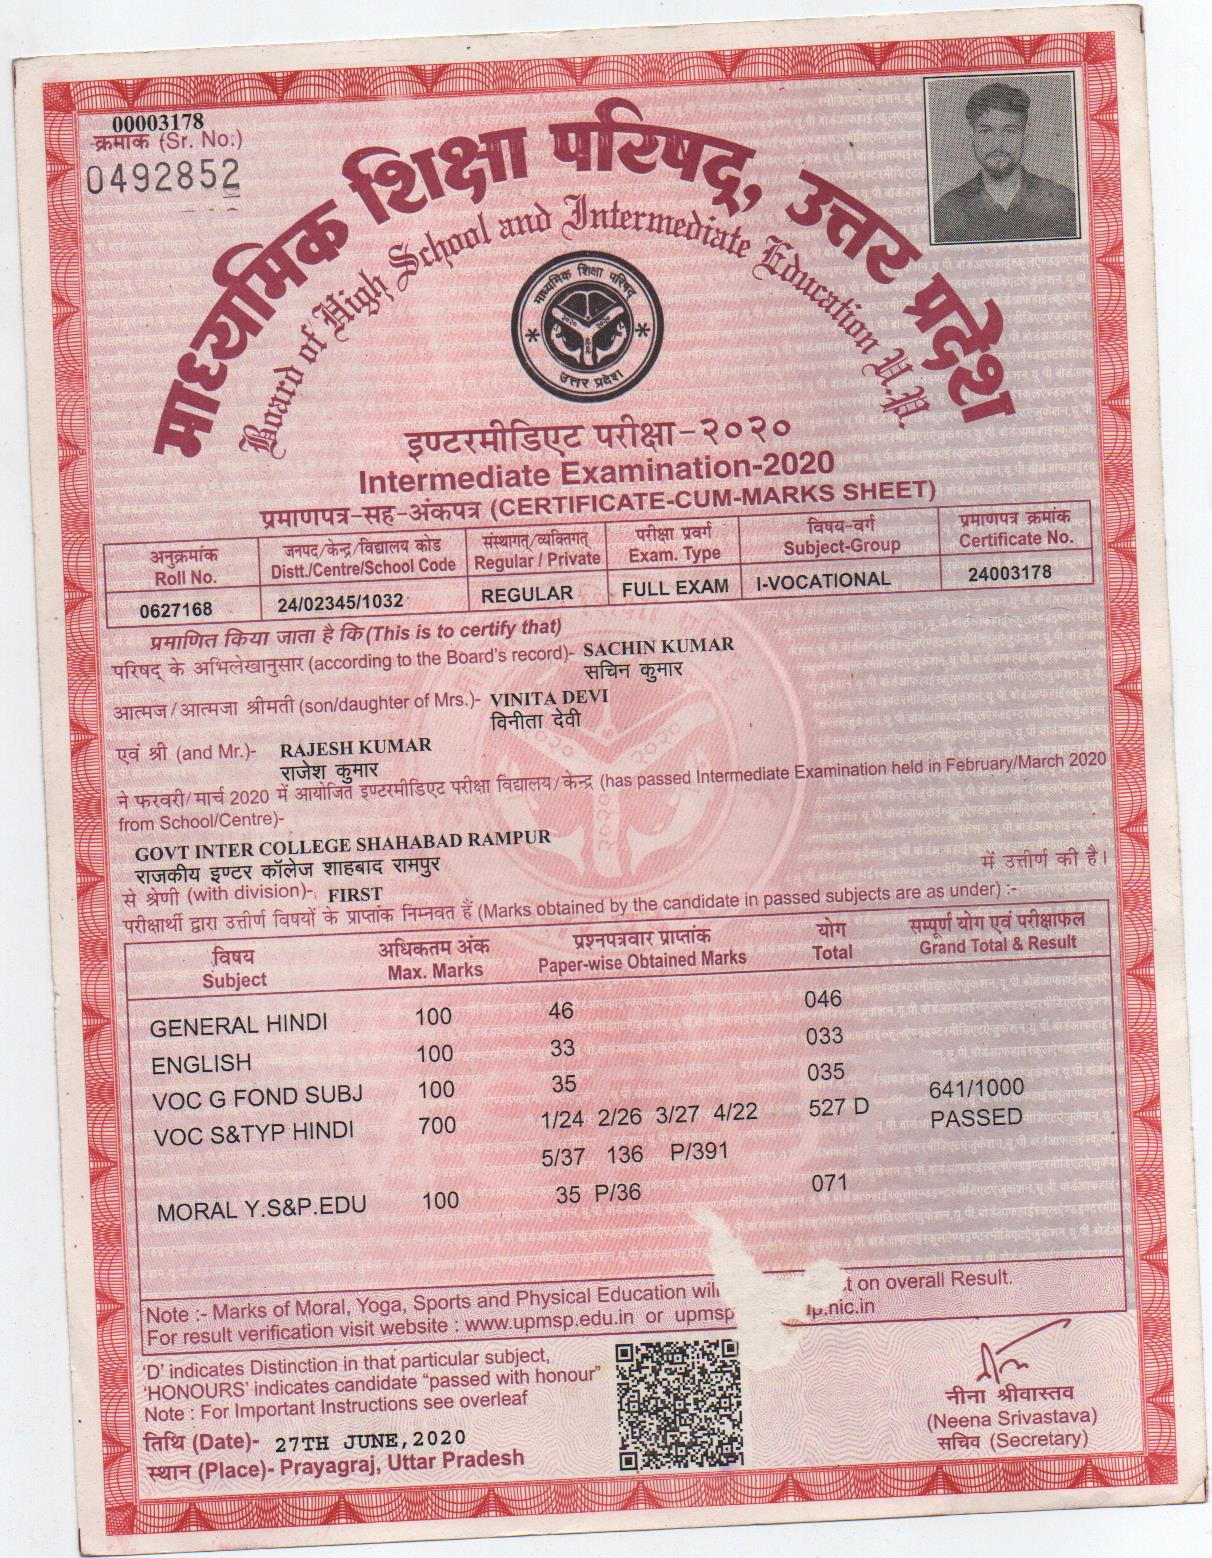 00003178
क्रमांक (Sr. No.)
0492852
माध्यमिक शिक्षा परिषद्, उत्तर प्रदेश
Board of High School and Intermediate Education U.P.
माध्यमिक शिक्षा परिषद्
उत्तर प्रदेश
इण्टरमीडिएट परीक्षा-२०२०
Intermediate Examination-2020
प्रमाणपत्र-सह-अंकपत्र (CERTIFICATE-CUM-MARKS SHEET)
अनुक्रमांक जनपद/केन्द्र/विद्यालय कोड संस्थागत्/व्यक्तिगत् परीक्षा प्रवर्ग विषय-वर्ग प्रमाणपत्र क्रमांक
Roll No. Distt./Centre/School Code Regular / Private Exam. Type Subject-Group Certificate No.
0627168 24/02345/1032 REGULAR FULL EXAM I-VOCATIONAL 24003178
प्रमाणित किया जाता है कि (This is to certify that)
परिषद् के अभिलेखानुसार (according to the Board's record)- SACHIN KUMAR
सचिन कुमार
आत्मज/आत्मजा श्रीमती (son/daughter of Mrs.)- VINITA DEVI
विनीता देवी
एवं श्री (and Mr.)- RAJESH KUMAR
राजेश कुमार
ने फरवरी/मार्च 2020 में आयोजित इण्टरमीडिएट परीक्षा विद्यालय/केन्द्र (has passed Intermediate Examination held in February/March 2020
from School/Centre)-
GOVT INTER COLLEGE SHAHABAD RAMPUR
राजकीय इण्टर कॉलेज शाहबाद रामपुर में उत्तीर्ण की है।
से श्रेणी (with division)-, FIRST
परीक्षार्थी द्वारा उत्तीर्ण विषयों के प्राप्तांक निम्नवत हैं (Marks obtained by the candidate in passed subjects are as under) :-
विषय अधिकतम अंक प्रश्नपत्रवार प्राप्तांक योग सम्पूर्ण योग एवं परीक्षाफल
Subject Max. Marks Paper-wise Obtained Marks Total Grand Total & Result
GENERAL HINDI 100 46 046
ENGLISH 100 33 033
VOC G FOND SUBJ 100 35 035 641/1000
VOC S&TYP HINDI 700 1/24 2/26 3/27 4/22 527 D PASSED
5/37 136 P/391
MORAL Y.S&P.EDU 100 35 P/36 071
Note :- Marks of Moral, Yoga, Sports and Physical Education will t on overall Result.
For result verification visit website : www.upmsp.edu.in or upmsp p.nic.in
'D' indicates Distinction in that particular subject,
'HONOURS' indicates candidate "passed with honour"
Note : For Important Instructions see overleaf
तिथि (Date)- 27TH JUNE,2020
स्थान (Place)- Prayagraj, Uttar Pradesh
नीना श्रीवास्तव
(Neena Srivastava)
सचिव (Secretary)